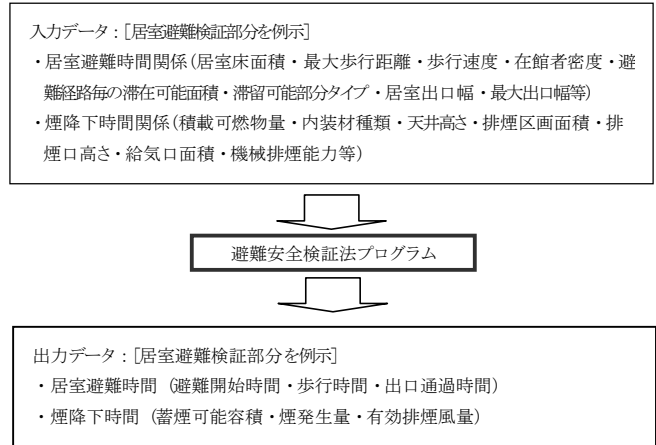 入力データ：[居室避難検証部分を例示]
・居室避難時間関係(居室床面積・最大歩行距離・歩行速度・在館者密度・避
難経路毎の滞在可能面積・滞留可能部分タイプ・居室出口幅・最大出口幅等)
・煙降下時間関係(積載可燃物量・内装材種類・天井高さ・排煙区画面積・排
煙口高さ・給気口面積・機械排煙能力等)
避難安全検証法プログラム
出力データ：[居室避難検証部分を例示]
・居室避難時間（避難開始時間・歩行時間・出口通過時間）
・煙降下時間（蓄煙可能容積・煙発生量・有効排煙風量）